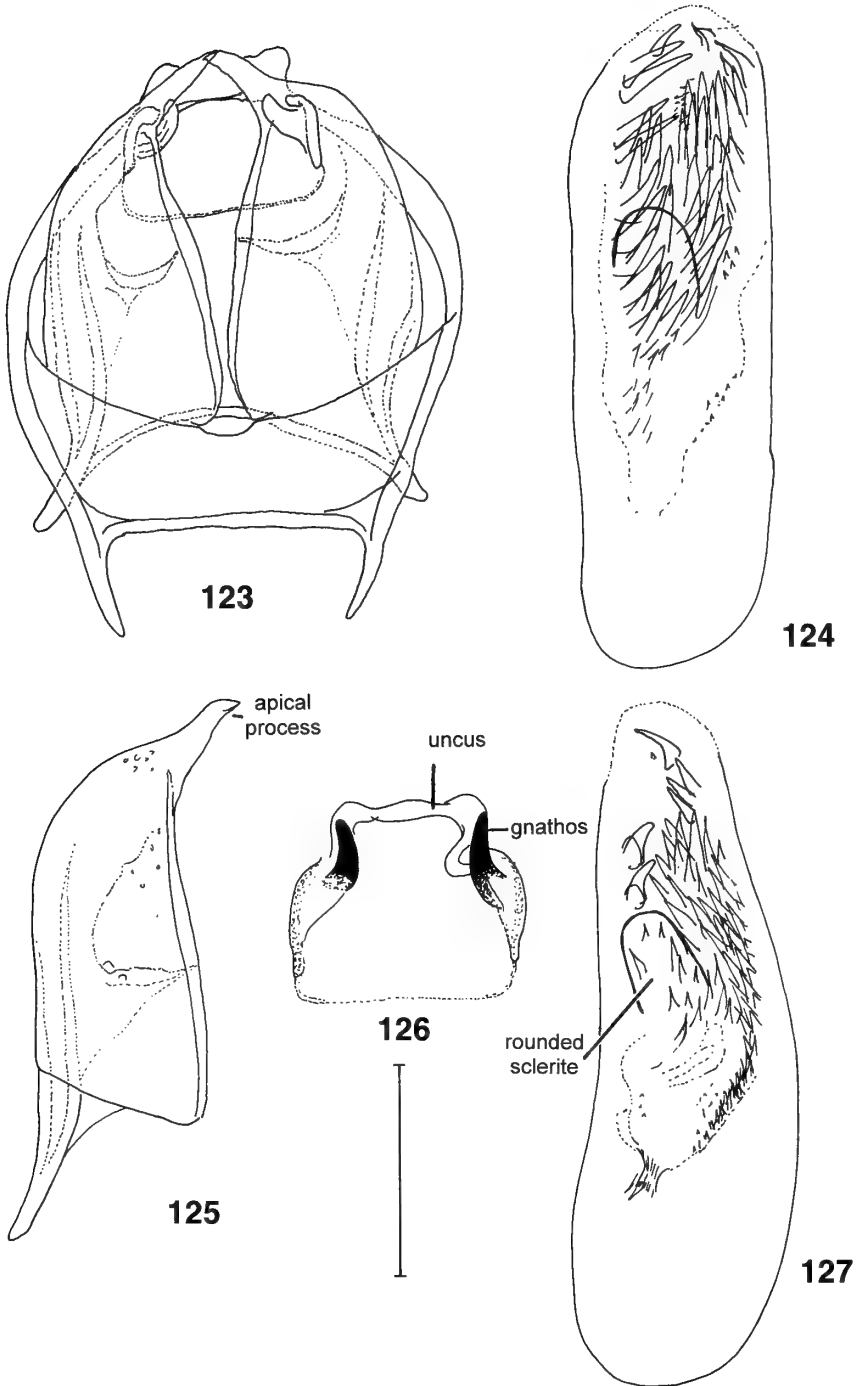 123
124
apical
process
uncus
gnathos
126
rounded
sclerite
125
127